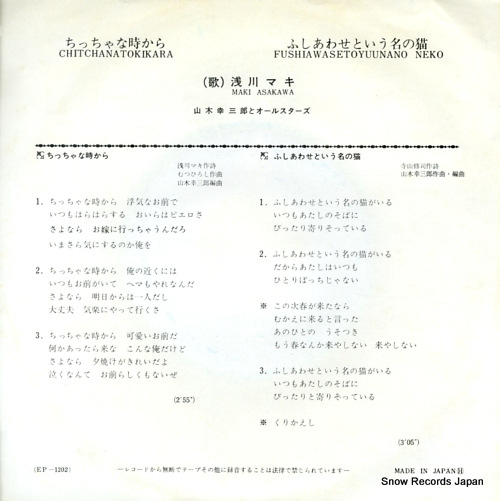 ちっちゃな時から
CHITCHANATOKIKARA
ふしあわせという名の猫
FUSHIAWASETOYUUNANO NEKO
(歌) 浅川マキ
MAKI ASAKAWA
山木幸三郎とオールスターズ
ちっちゃな時から
浅川マキ作詩
むつひろし作曲
山木幸三郎編曲
1. ちっちゃな時から 浮気なお前で
いつもはらはらする おいらはピエロさ
さよなら お嫁に行っちゃうんだろ
いまさら気にするのか俺を
2. ちっちゃな時から 俺の近くには
いつもお前がいて ヘマもやれなんだ
さよなら 明日からは一人だし
大丈夫 気楽にやって行くさ
3. ちっちゃな時から 可愛いお前だ
何かあったら来な こんな俺だけど
さよなら 夕焼けがきれいだよ
泣くなんて お前らしくもないぜ
(2′55″)
ふしあわせという名の猫
寺山修司作詩
山木幸三郎作曲・編曲
1. ふしあわせという名の猫がいる
いつもあたしのそばに
ぴったり寄りそっている
2. ふしあわせという名の猫がいる
だからあたしはいつも
ひとりぼっちじゃない
※ この次春が来たなら
むかえに来ると言った
あのひとの うそつき
もう春なんか来やしない 来やしない
3. ふしあわせという名の猫がいる
いつもあたしのそばに
ぴったりと寄りそっている
※ くりかえし
(3′05″)
(EP-1202)
―レコードから無断でテープその他に録音することは法律で禁じられています―
MADE IN JAPAN
Snow Records Japan